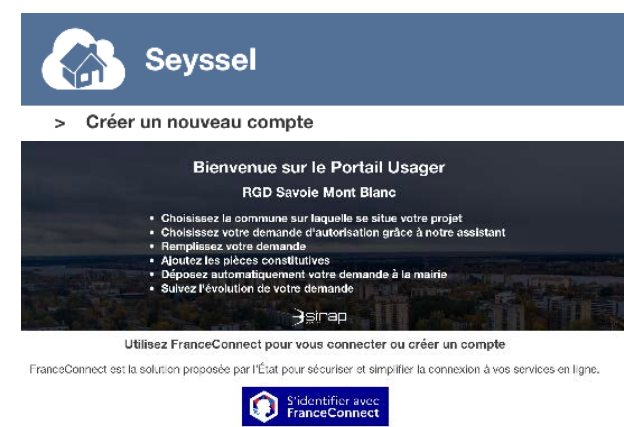 Seyssel
> Créer un nouveau compte
Bienvenue sur le Portail Usager
RGD Savoie Mont Blanc
• Choisissez la commune sur laquelle se situe votre projet
• Choisissez votre demande d'autorisation grâce à notre assistant
• Remplissez votre demande
• Ajoutez les pièces constitutives
• Déposez automatiquement votre demande à la mairie
• Suivez l'évolution de votre demande
sirap
Utilisez FranceConnect pour vous connecter ou créer un compte
FranceConnect est la solution proposée par l'État pour sécuriser et simplifier la connexion à vos services en ligne.
S'identifier avec
FranceConnect